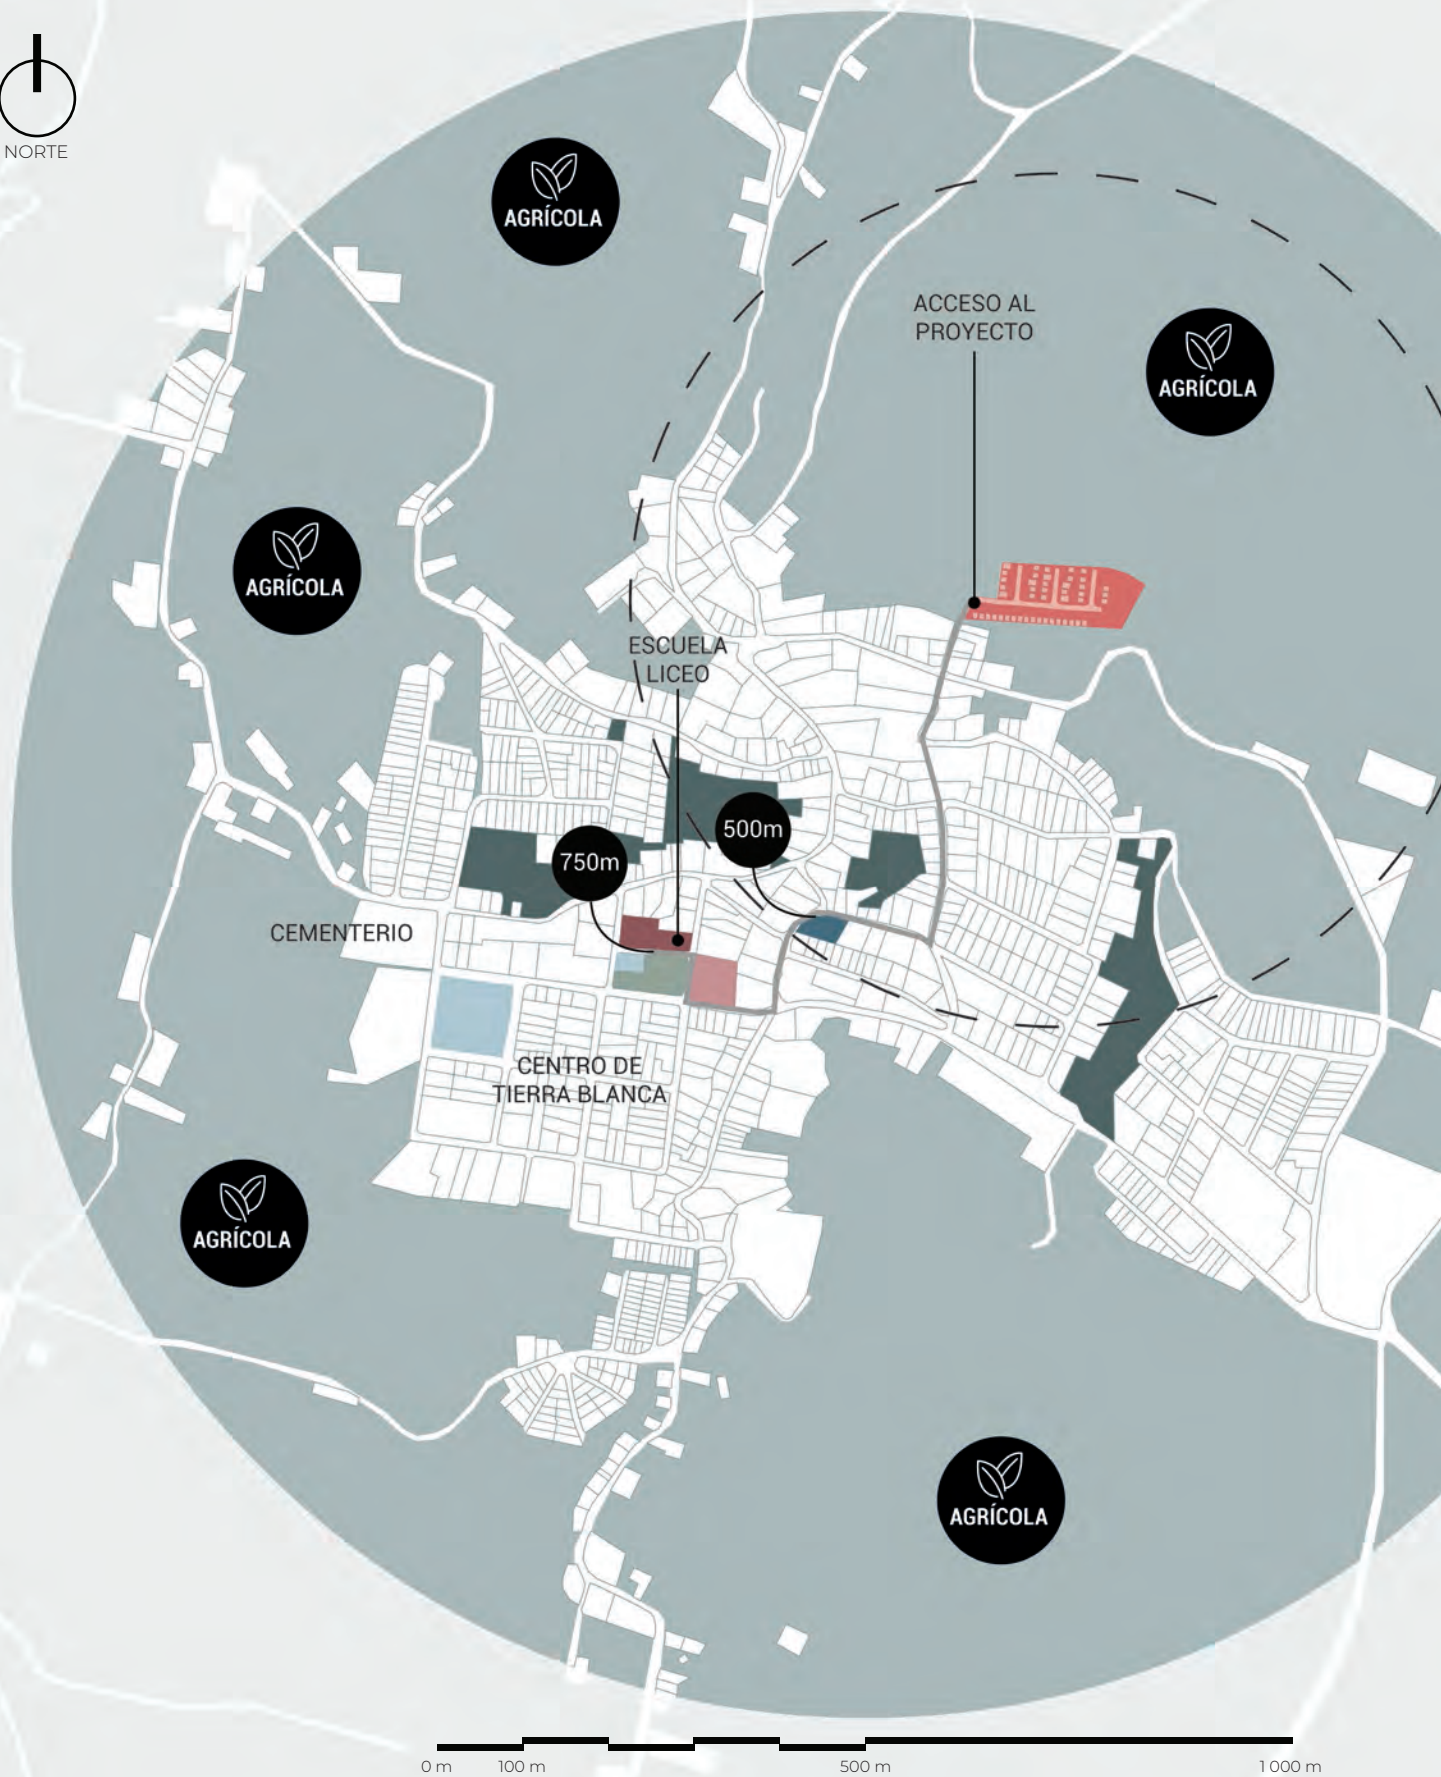 NORTE
AGRÍCOLA
ACCESO AL
PROYECTO
AGRÍCOLA
AGRÍCOLA
ESCUELA
LICEO
500m
750m
CEMENTERIO
CENTRO DE
TIERRA BLANCA
AGRÍCOLA
AGRÍCOLA
0 m 100 m 500 m 1 000 m